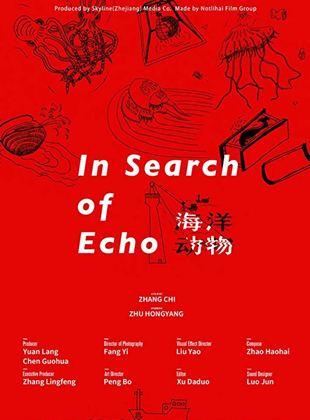 Produced by Skyline(Zhejiang) Media Co. Made by Notlihai Film Group
In Search
of
Echo
海洋
动物
ZHANG CHI
ZHU HONGYANG
Producer
Yuan Lang
Chen Guohua
Executive Producer
Zhang Lingfeng
Director of Photography
Fang Yi
Art Director
Peng Bo
Visual Effect Director
Liu Yao
Editor
Xu Daduo
Compose
Zhao Haohai
Sound Designer
Luo Jun